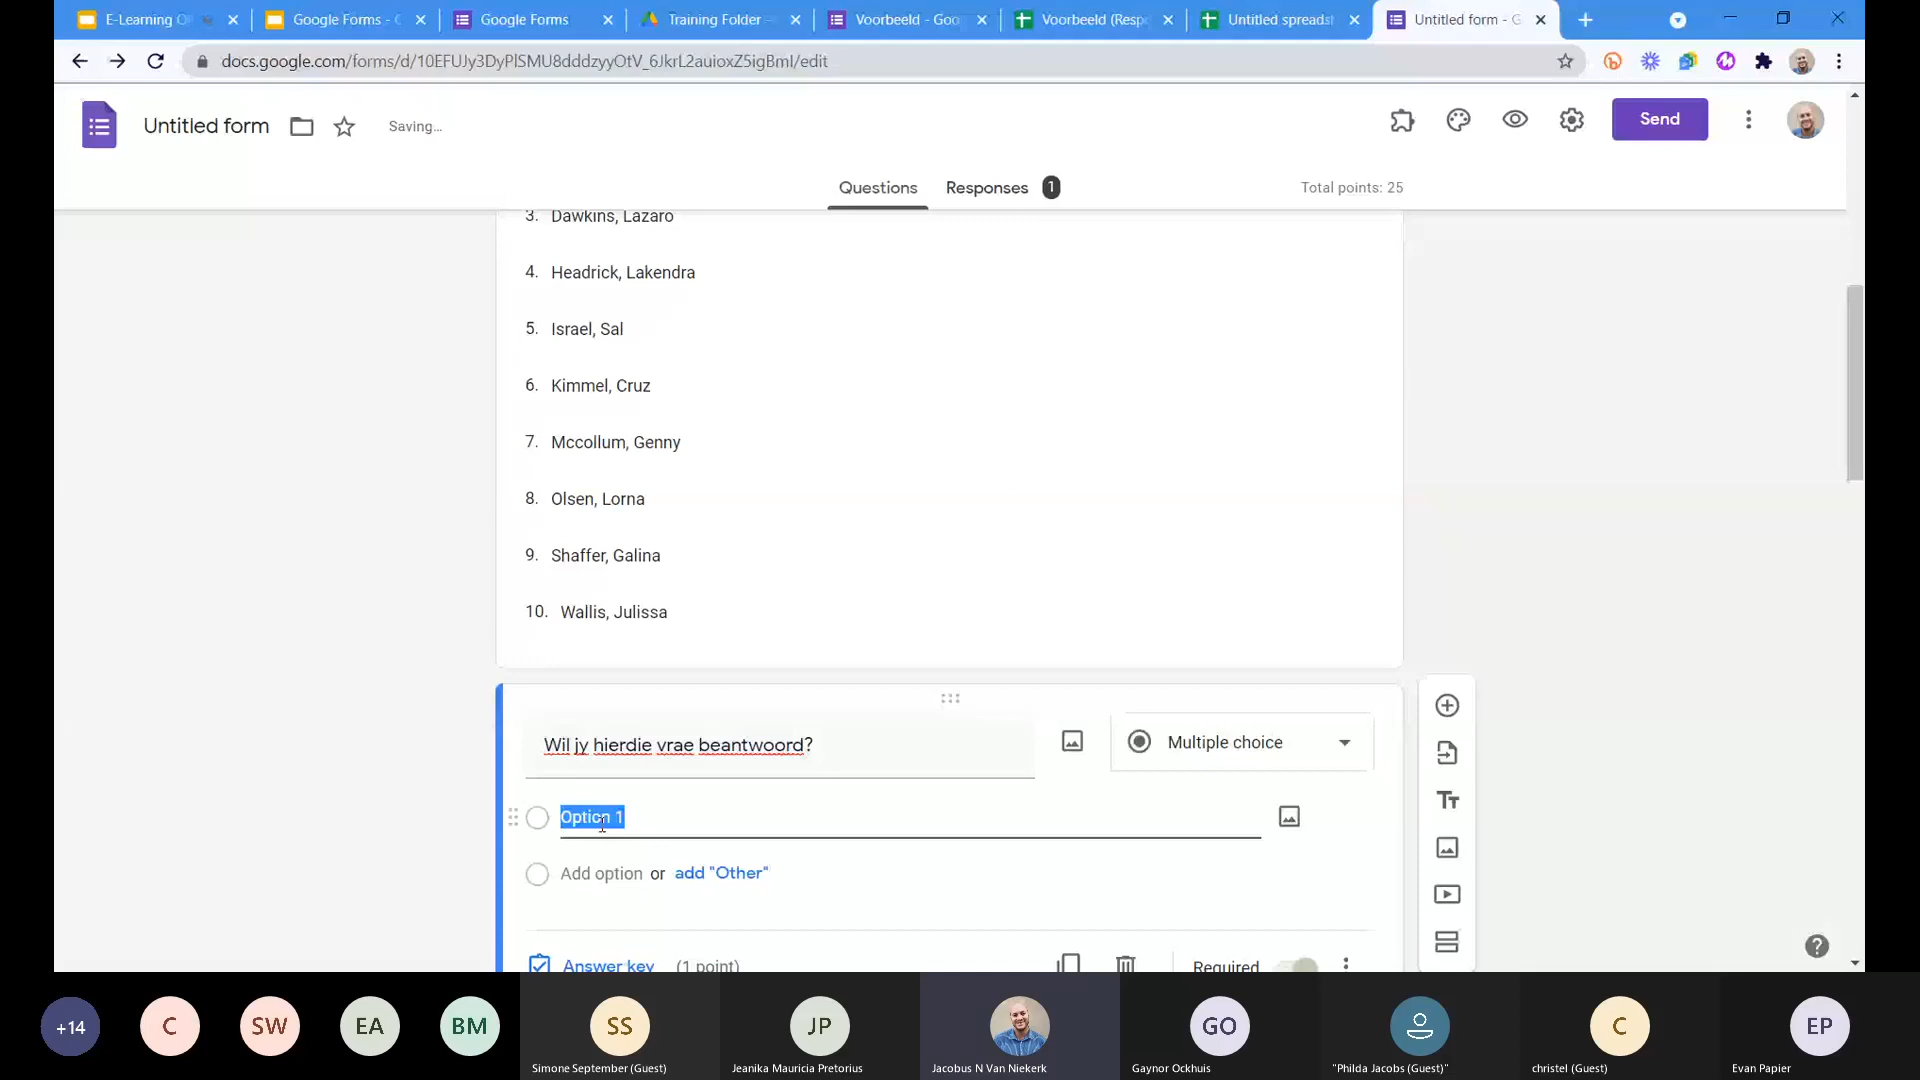 E-Learning O
Google Forms -
Google Forms
Training Folder
Voorbeeld - Goo
Voorbeeld (Resp
Untitled spreads
Untitled form - G
docs.google.com/forms/d/10EFUJy3DyPlSMU8dddzyyOtV_6JkrL2auioxZ5igBmI/edit
Untitled form
Saving...
Send
Questions
Responses 1
Total points: 25
3. Dawkins, Lazaro
4. Headrick, Lakendra
5. Israel, Sal
6. Kimmel, Cruz
7. Mccollum, Genny
8. Olsen, Lorna
9. Shaffer, Galina
10. Wallis, Julissa
Wil jy hierdie vrae beantwoord?
Multiple choice
Option 1
Add option or add "Other"
Answer key (1 point)
Required
+14
C
SW
EA
BM
SS
JP
GO
C
EP
Simone September (Guest)
Jeanika Mauricia Pretorius
Jacobus N Van Niekerk
Gaynor Ockhuis
"Philda Jacobs (Guest)"
christel (Guest)
Evan Papier